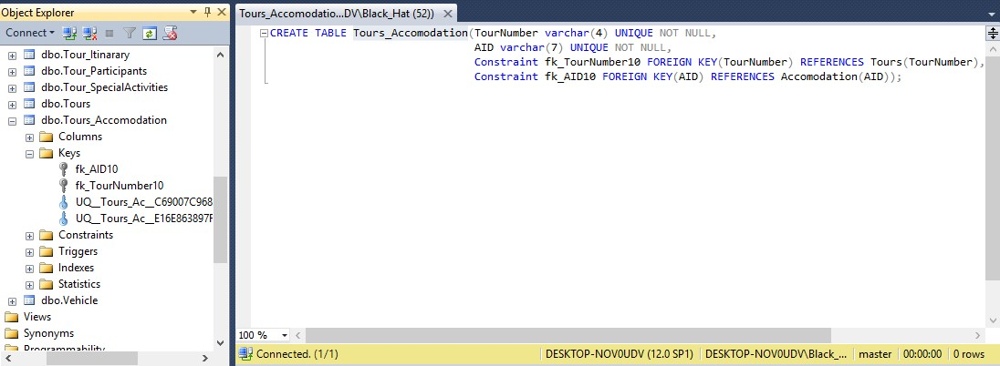 Object Explorer
Connect
dbo.Tour_Itinarary
dbo.Tour_Participants
dbo.Tour_SpecialActivities
dbo.Tours
dbo.Tours_Accomodation
Columns
Keys
fk_AID10
fk_TourNumber10
UQ__Tours_Ac__C69007C968
UQ__Tours_Ac__E16E863897F
Constraints
Triggers
Indexes
Statistics
dbo.Vehicle
Views
Synonyms
Programmability
Tours_Accomodatio...DV\Black_Hat (52))
CREATE TABLE Tours_Accomodation(TourNumber varchar(4) UNIQUE NOT NULL,
AID varchar(7) UNIQUE NOT NULL,
Constraint fk_TourNumber10 FOREIGN KEY(TourNumber) REFERENCES Tours(TourNumber),
Constraint fk_AID10 FOREIGN KEY(AID) REFERENCES Accomodation(AID));
100 %
Connected. (1/1)
DESKTOP-NOV0UDV (12.0 SP1)
DESKTOP-NOV0UDV\Black_...
master
00:00:00
0 rows